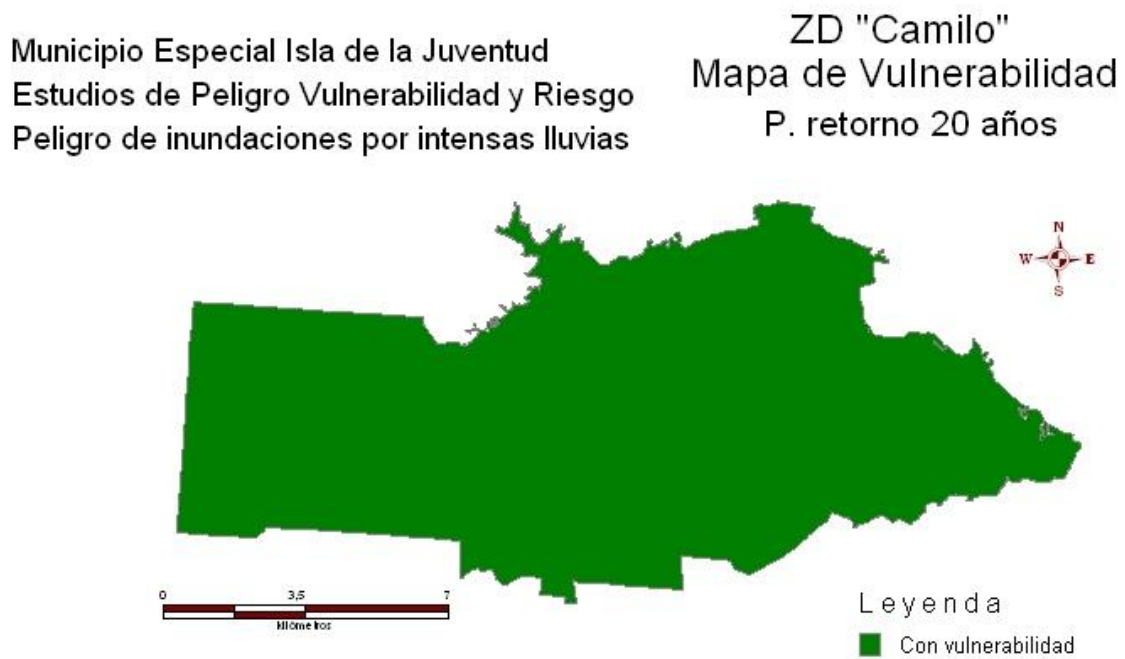 Municipio Especial Isla de la Juventud
Estudios de Peligro Vulnerabilidad y Riesgo
Peligro de inundaciones por intensas lluvias
ZD "Camilo"
Mapa de Vulnerabilidad
P. retorno 20 años
N
W E
S
0 3,5 7
kilómetros
Leyenda
Con vulnerabilidad